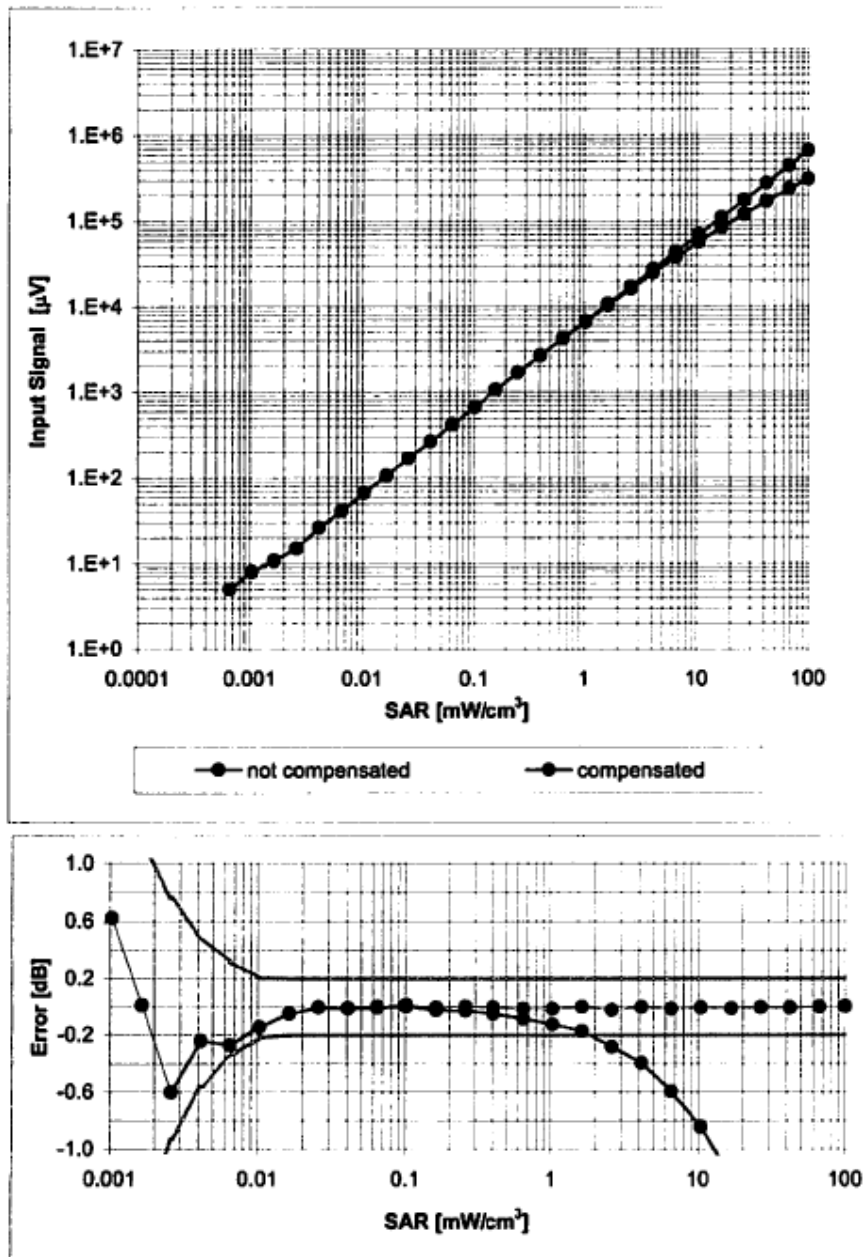 1.E+7
1.E+6
1.E+5
1.E+4
1.E+3
1.E+2
1.E+1
1.E+0
Input Signal [µV]
0.0001 0.001 0.01 0.1 1 10 100
SAR [mW/cm³]
not compensated compensated
1.0
0.6
0.2
-0.2
-0.6
-1.0
Error [dB]
0.001 0.01 0.1 1 10 100
SAR [mW/cm³]